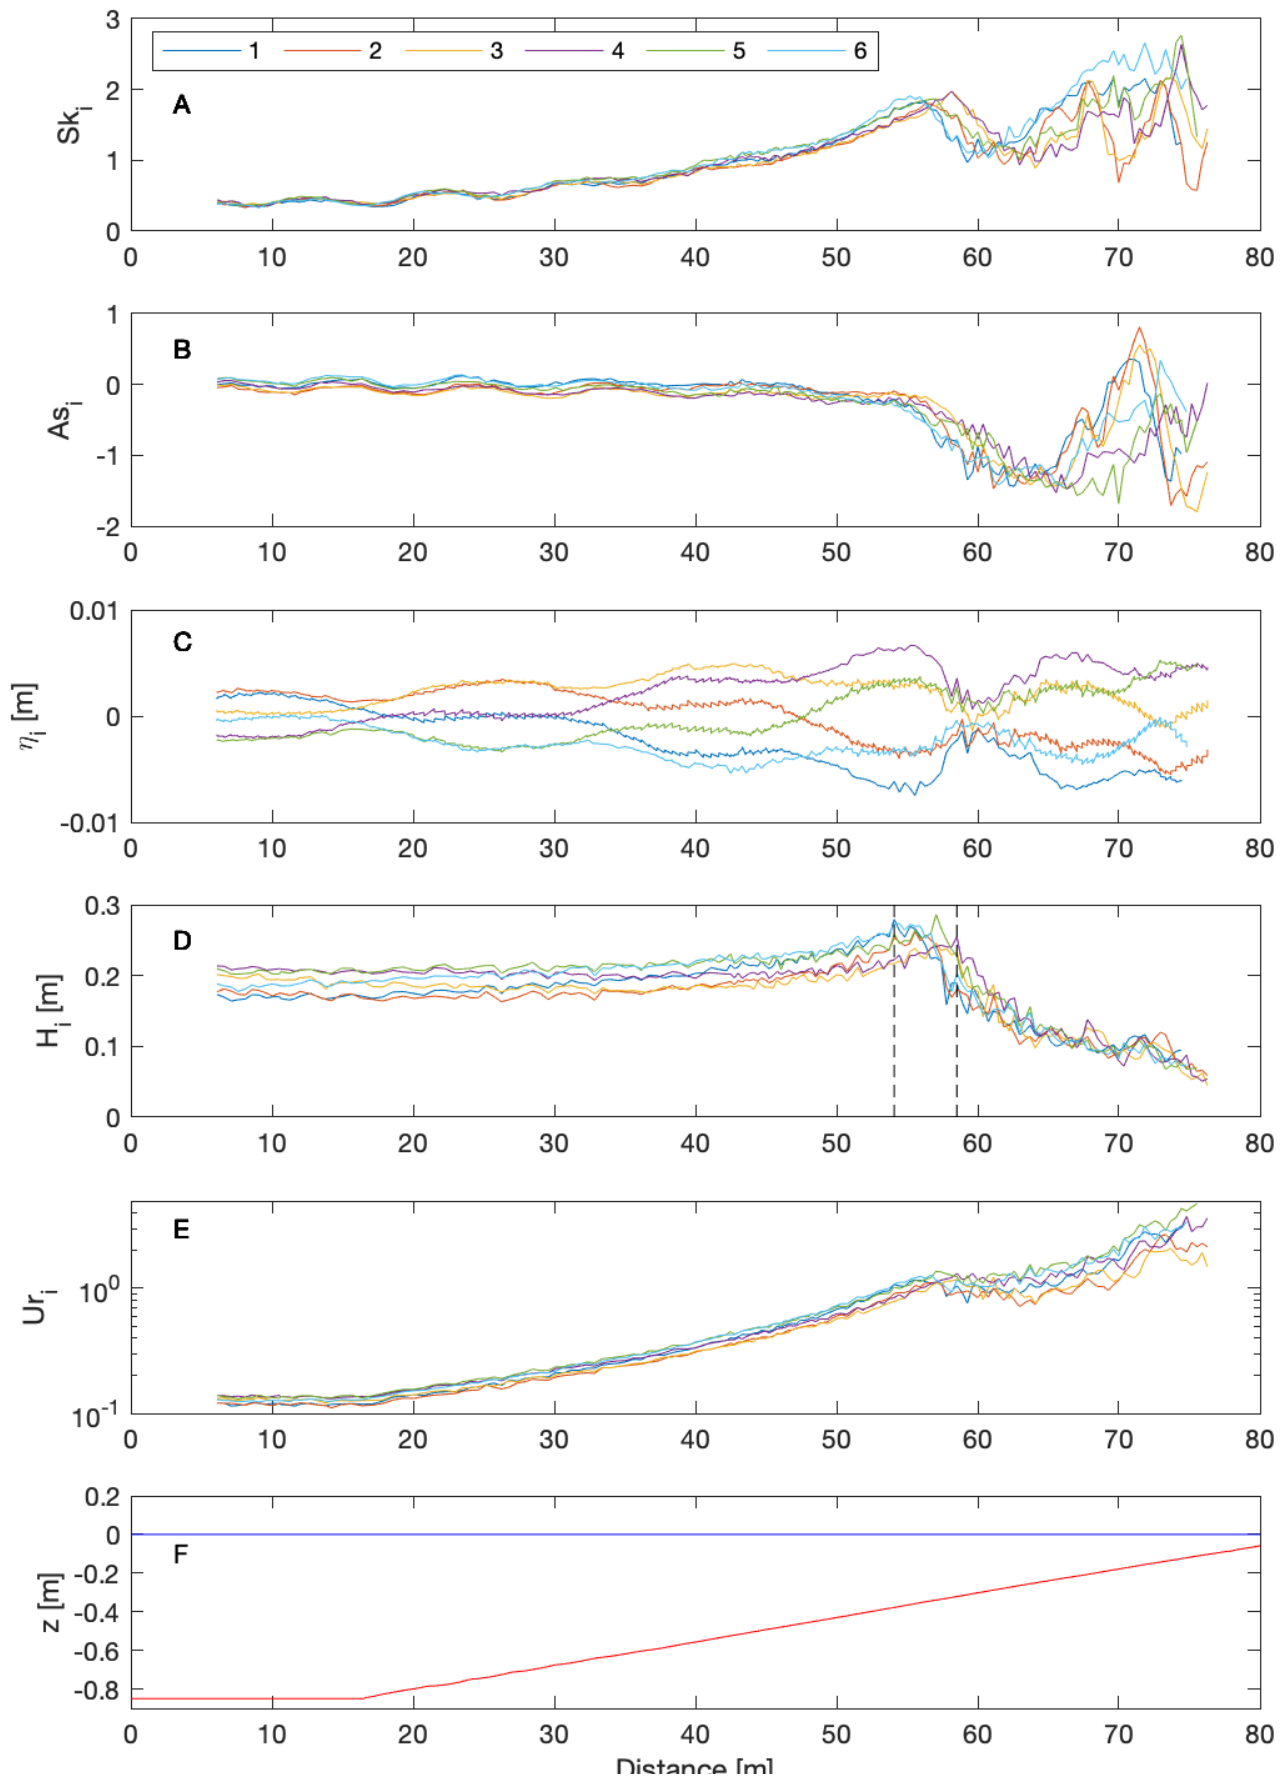 3
2
1
0
Sk_i
1 2 3 4 5 6
A
0 10 20 30 40 50 60 70 80
1
0
-1
-2
As_i
B
0 10 20 30 40 50 60 70 80
0.01
0
-0.01
η_i [m]
C
0 10 20 30 40 50 60 70 80
0.3
0.2
0.1
0
H_i [m]
D
0 10 20 30 40 50 60 70 80
10^0
10^-1
Ur_i
E
0 10 20 30 40 50 60 70 80
0.2
0
-0.2
-0.4
-0.6
-0.8
z [m]
F
0 10 20 30 40 50 60 70 80
Distance [m]